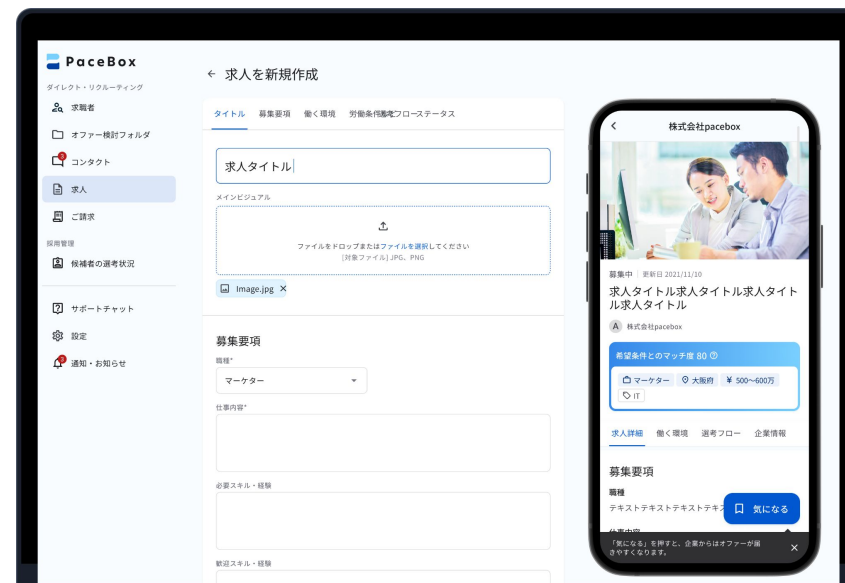 PaceBox
ダイレクト・リクルーティング
求職者
オファー検討フォルダ
3
コンタクト
求人
ご請求
採用管理
候補者の選考状況
サポートチャット
設定
3
通知・お知らせ
← 求人を新規作成
タイトル 募集要項 働く環境 労働条件 フロー ステータス
求人タイトル
メインビジュアル
ファイルをドロップまたはファイルを選択してください
[対象ファイル] JPG、PNG
Image.jpg ×
募集要項
職種*
マーケター
仕事内容*
必要スキル・経験
歓迎スキル・経験
株式会社pacebox
募集中 更新日 2021/11/10
求人タイトル求人タイトル求人タイト
ル求人タイトル
A 株式会社pacebox
希望条件とのマッチ度 80
マーケター 大阪府 ¥ 500〜600万
IT
求人詳細 働く環境 選考フロー 企業情報
募集要項
職種
テキストテキストテキストテキス
気になる
「気になる」を押すと、企業からはオファーが届
きやすくなります。 ×